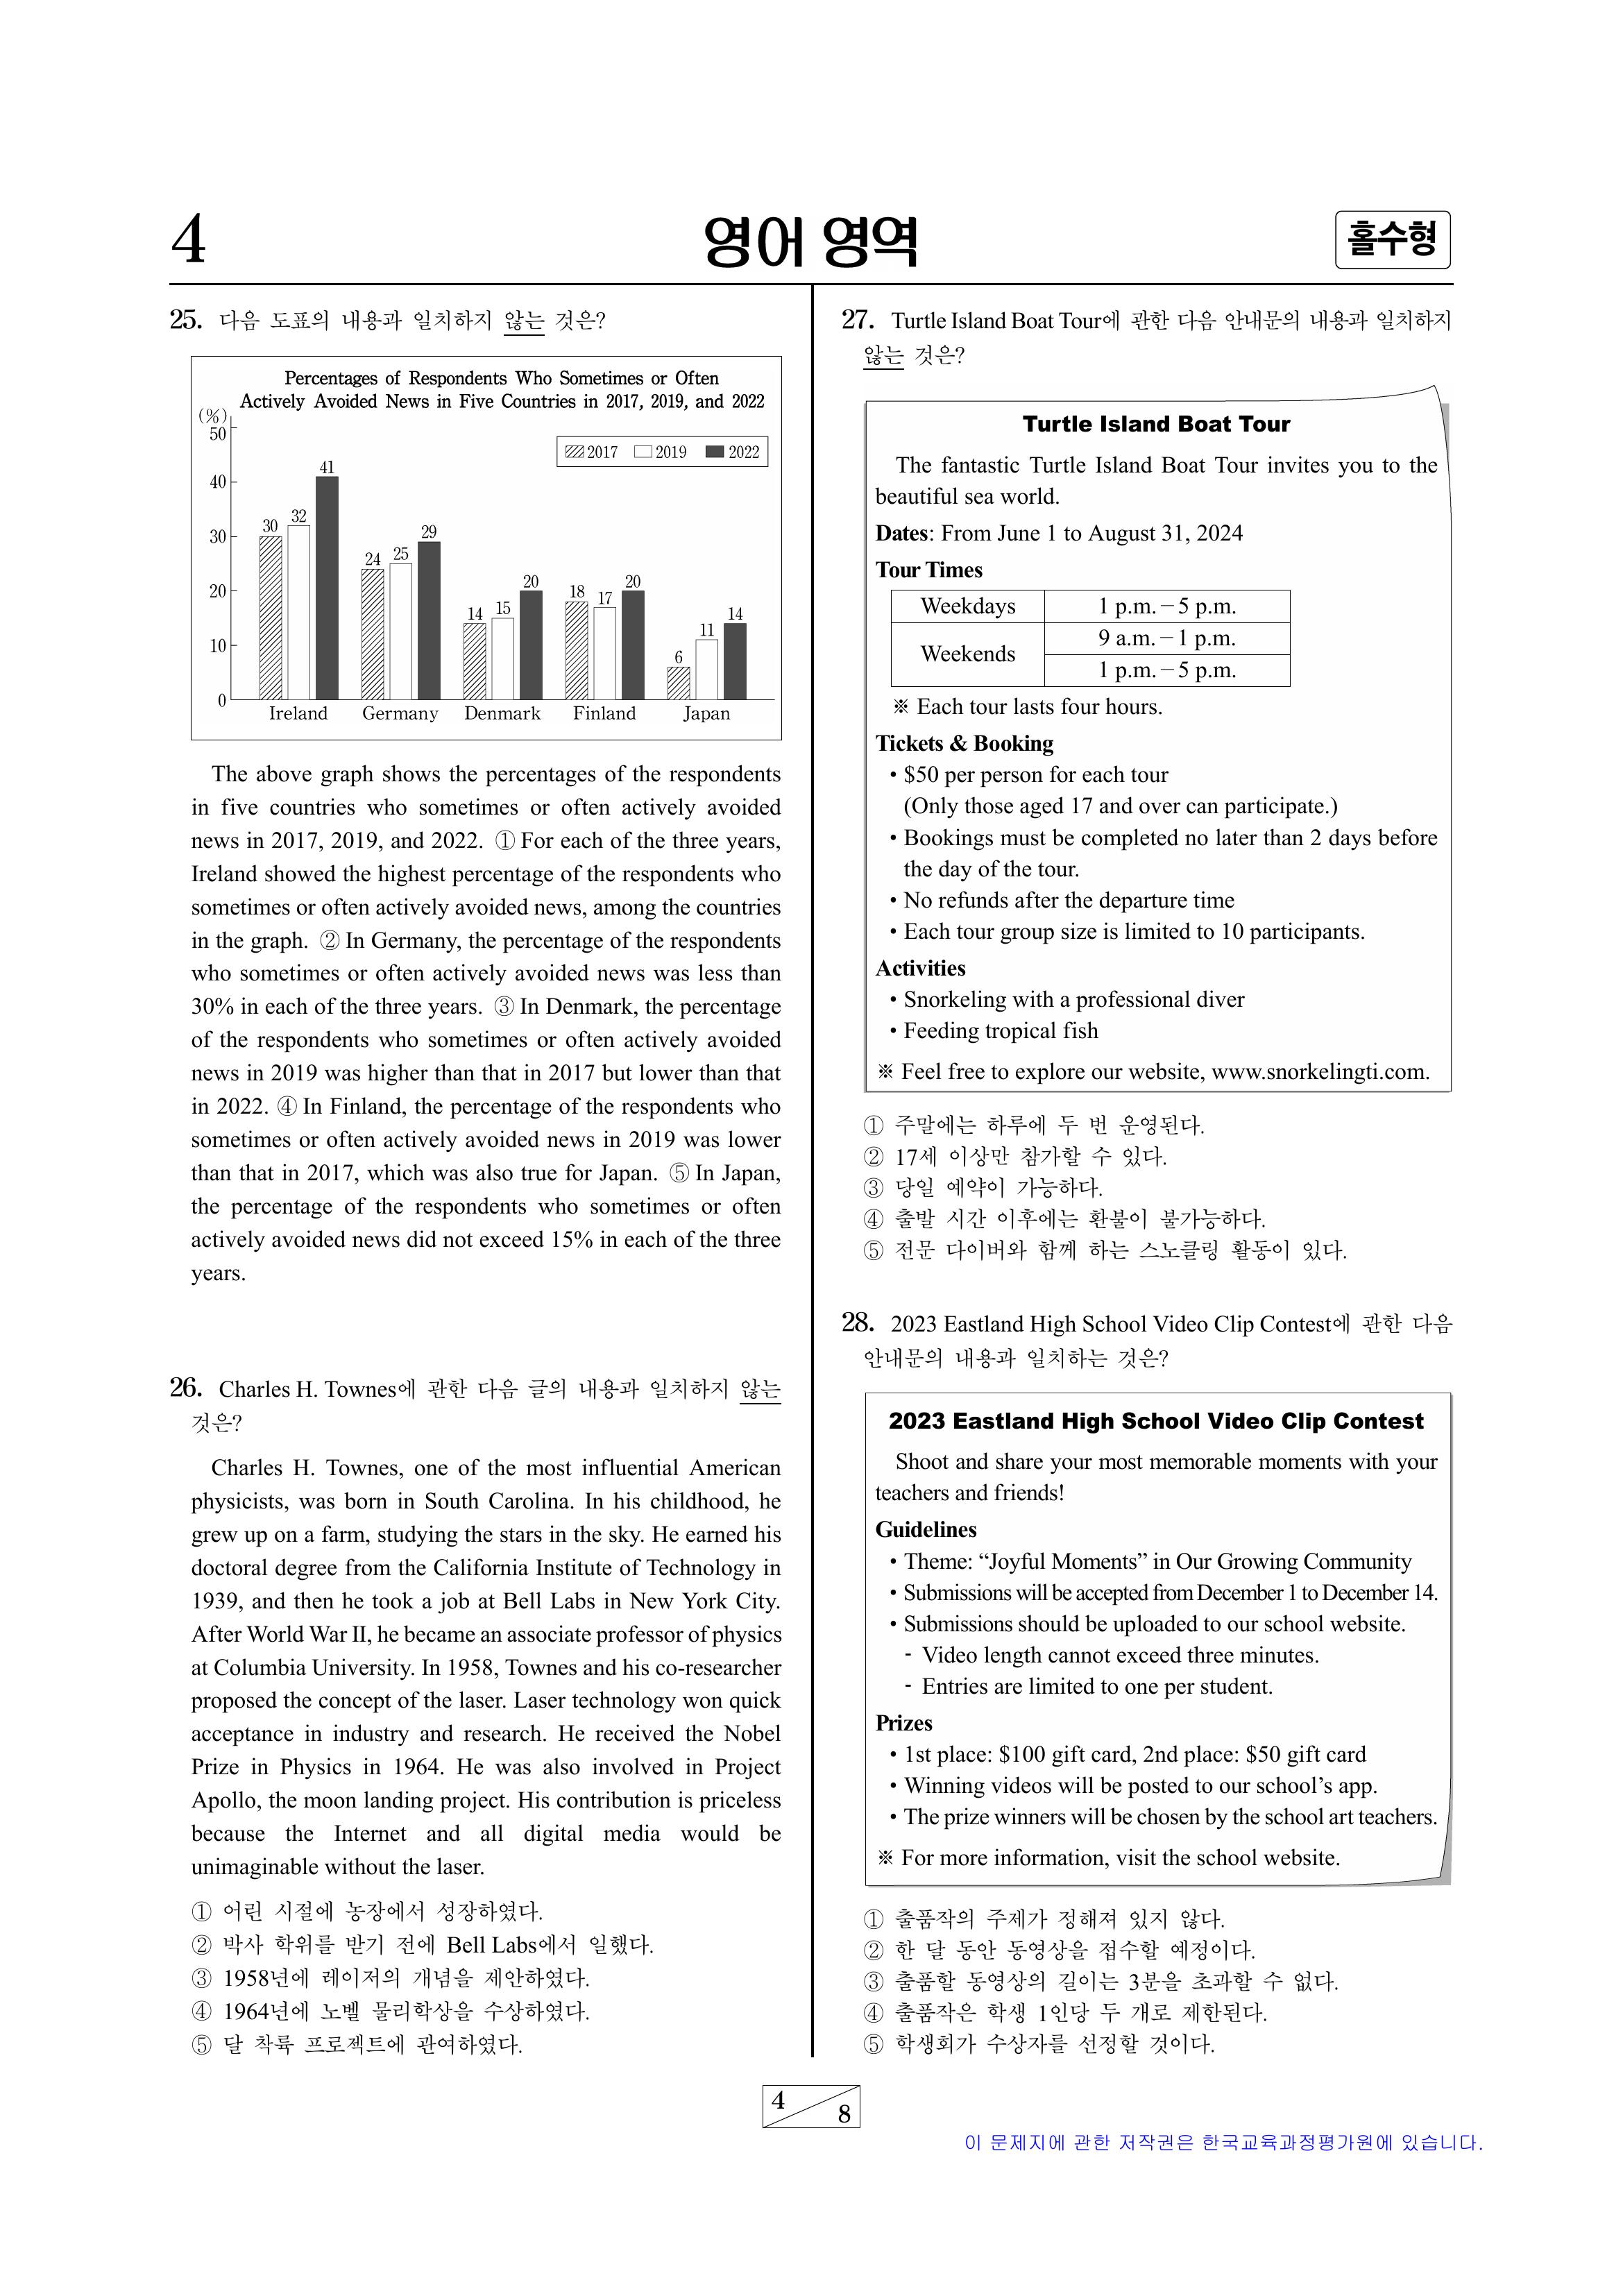 4
영어 영역
홀수형
25. 다음 도표의 내용과 일치하지 않는 것은?
Percentages of Respondents Who Sometimes or Often
Actively Avoided News in Five Countries in 2017, 2019, and 2022
(%)
50
40
30
20
10
0
2017 2019 2022
30 32 41
24 25 29
14 15 20
18 17 20
6 11 14
Ireland Germany Denmark Finland Japan
The above graph shows the percentages of the respondents
in five countries who sometimes or often actively avoided
news in 2017, 2019, and 2022. ① For each of the three years,
Ireland showed the highest percentage of the respondents who
sometimes or often actively avoided news, among the countries
in the graph. ② In Germany, the percentage of the respondents
who sometimes or often actively avoided news was less than
30% in each of the three years. ③ In Denmark, the percentage
of the respondents who sometimes or often actively avoided
news in 2019 was higher than that in 2017 but lower than that
in 2022. ④ In Finland, the percentage of the respondents who
sometimes or often actively avoided news in 2019 was lower
than that in 2017, which was also true for Japan. ⑤ In Japan,
the percentage of the respondents who sometimes or often
actively avoided news did not exceed 15% in each of the three
years.
26. Charles H. Townes에 관한 다음 글의 내용과 일치하지 않는
것은?
Charles H. Townes, one of the most influential American
physicists, was born in South Carolina. In his childhood, he
grew up on a farm, studying the stars in the sky. He earned his
doctoral degree from the California Institute of Technology in
1939, and then he took a job at Bell Labs in New York City.
After World War II, he became an associate professor of physics
at Columbia University. In 1958, Townes and his co-researcher
proposed the concept of the laser. Laser technology won quick
acceptance in industry and research. He received the Nobel
Prize in Physics in 1964. He was also involved in Project
Apollo, the moon landing project. His contribution is priceless
because the Internet and all digital media would be
unimaginable without the laser.
① 어린 시절에 농장에서 성장하였다.
② 박사 학위를 받기 전에 Bell Labs에서 일했다.
③ 1958년에 레이저의 개념을 제안하였다.
④ 1964년에 노벨 물리학상을 수상하였다.
⑤ 달 착륙 프로젝트에 관여하였다.
27. Turtle Island Boat Tour에 관한 다음 안내문의 내용과 일치하지
않는 것은?
Turtle Island Boat Tour
The fantastic Turtle Island Boat Tour invites you to the
beautiful sea world.
Dates: From June 1 to August 31, 2024
Tour Times
Weekdays 1 p.m.－5 p.m.
Weekends 9 a.m.－1 p.m.
1 p.m.－5 p.m.
※ Each tour lasts four hours.
Tickets & Booking
• $50 per person for each tour
(Only those aged 17 and over can participate.)
• Bookings must be completed no later than 2 days before
the day of the tour.
• No refunds after the departure time
• Each tour group size is limited to 10 participants.
Activities
• Snorkeling with a professional diver
• Feeding tropical fish
※ Feel free to explore our website, www.snorkelingti.com.
① 주말에는 하루에 두 번 운영된다.
② 17세 이상만 참가할 수 있다.
③ 당일 예약이 가능하다.
④ 출발 시간 이후에는 환불이 불가능하다.
⑤ 전문 다이버와 함께 하는 스노클링 활동이 있다.
28. 2023 Eastland High School Video Clip Contest에 관한 다음
안내문의 내용과 일치하는 것은?
2023 Eastland High School Video Clip Contest
Shoot and share your most memorable moments with your
teachers and friends!
Guidelines
• Theme: “Joyful Moments” in Our Growing Community
• Submissions will be accepted from December 1 to December 14.
• Submissions should be uploaded to our school website.
- Video length cannot exceed three minutes.
- Entries are limited to one per student.
Prizes
• 1st place: $100 gift card, 2nd place: $50 gift card
• Winning videos will be posted to our school’s app.
• The prize winners will be chosen by the school art teachers.
※ For more information, visit the school website.
① 출품작의 주제가 정해져 있지 않다.
② 한 달 동안 동영상을 접수할 예정이다.
③ 출품할 동영상의 길이는 3분을 초과할 수 없다.
④ 출품작은 학생 1인당 두 개로 제한된다.
⑤ 학생회가 수상자를 선정할 것이다.
4
8
이 문제지에 관한 저작권은 한국교육과정평가원에 있습니다.